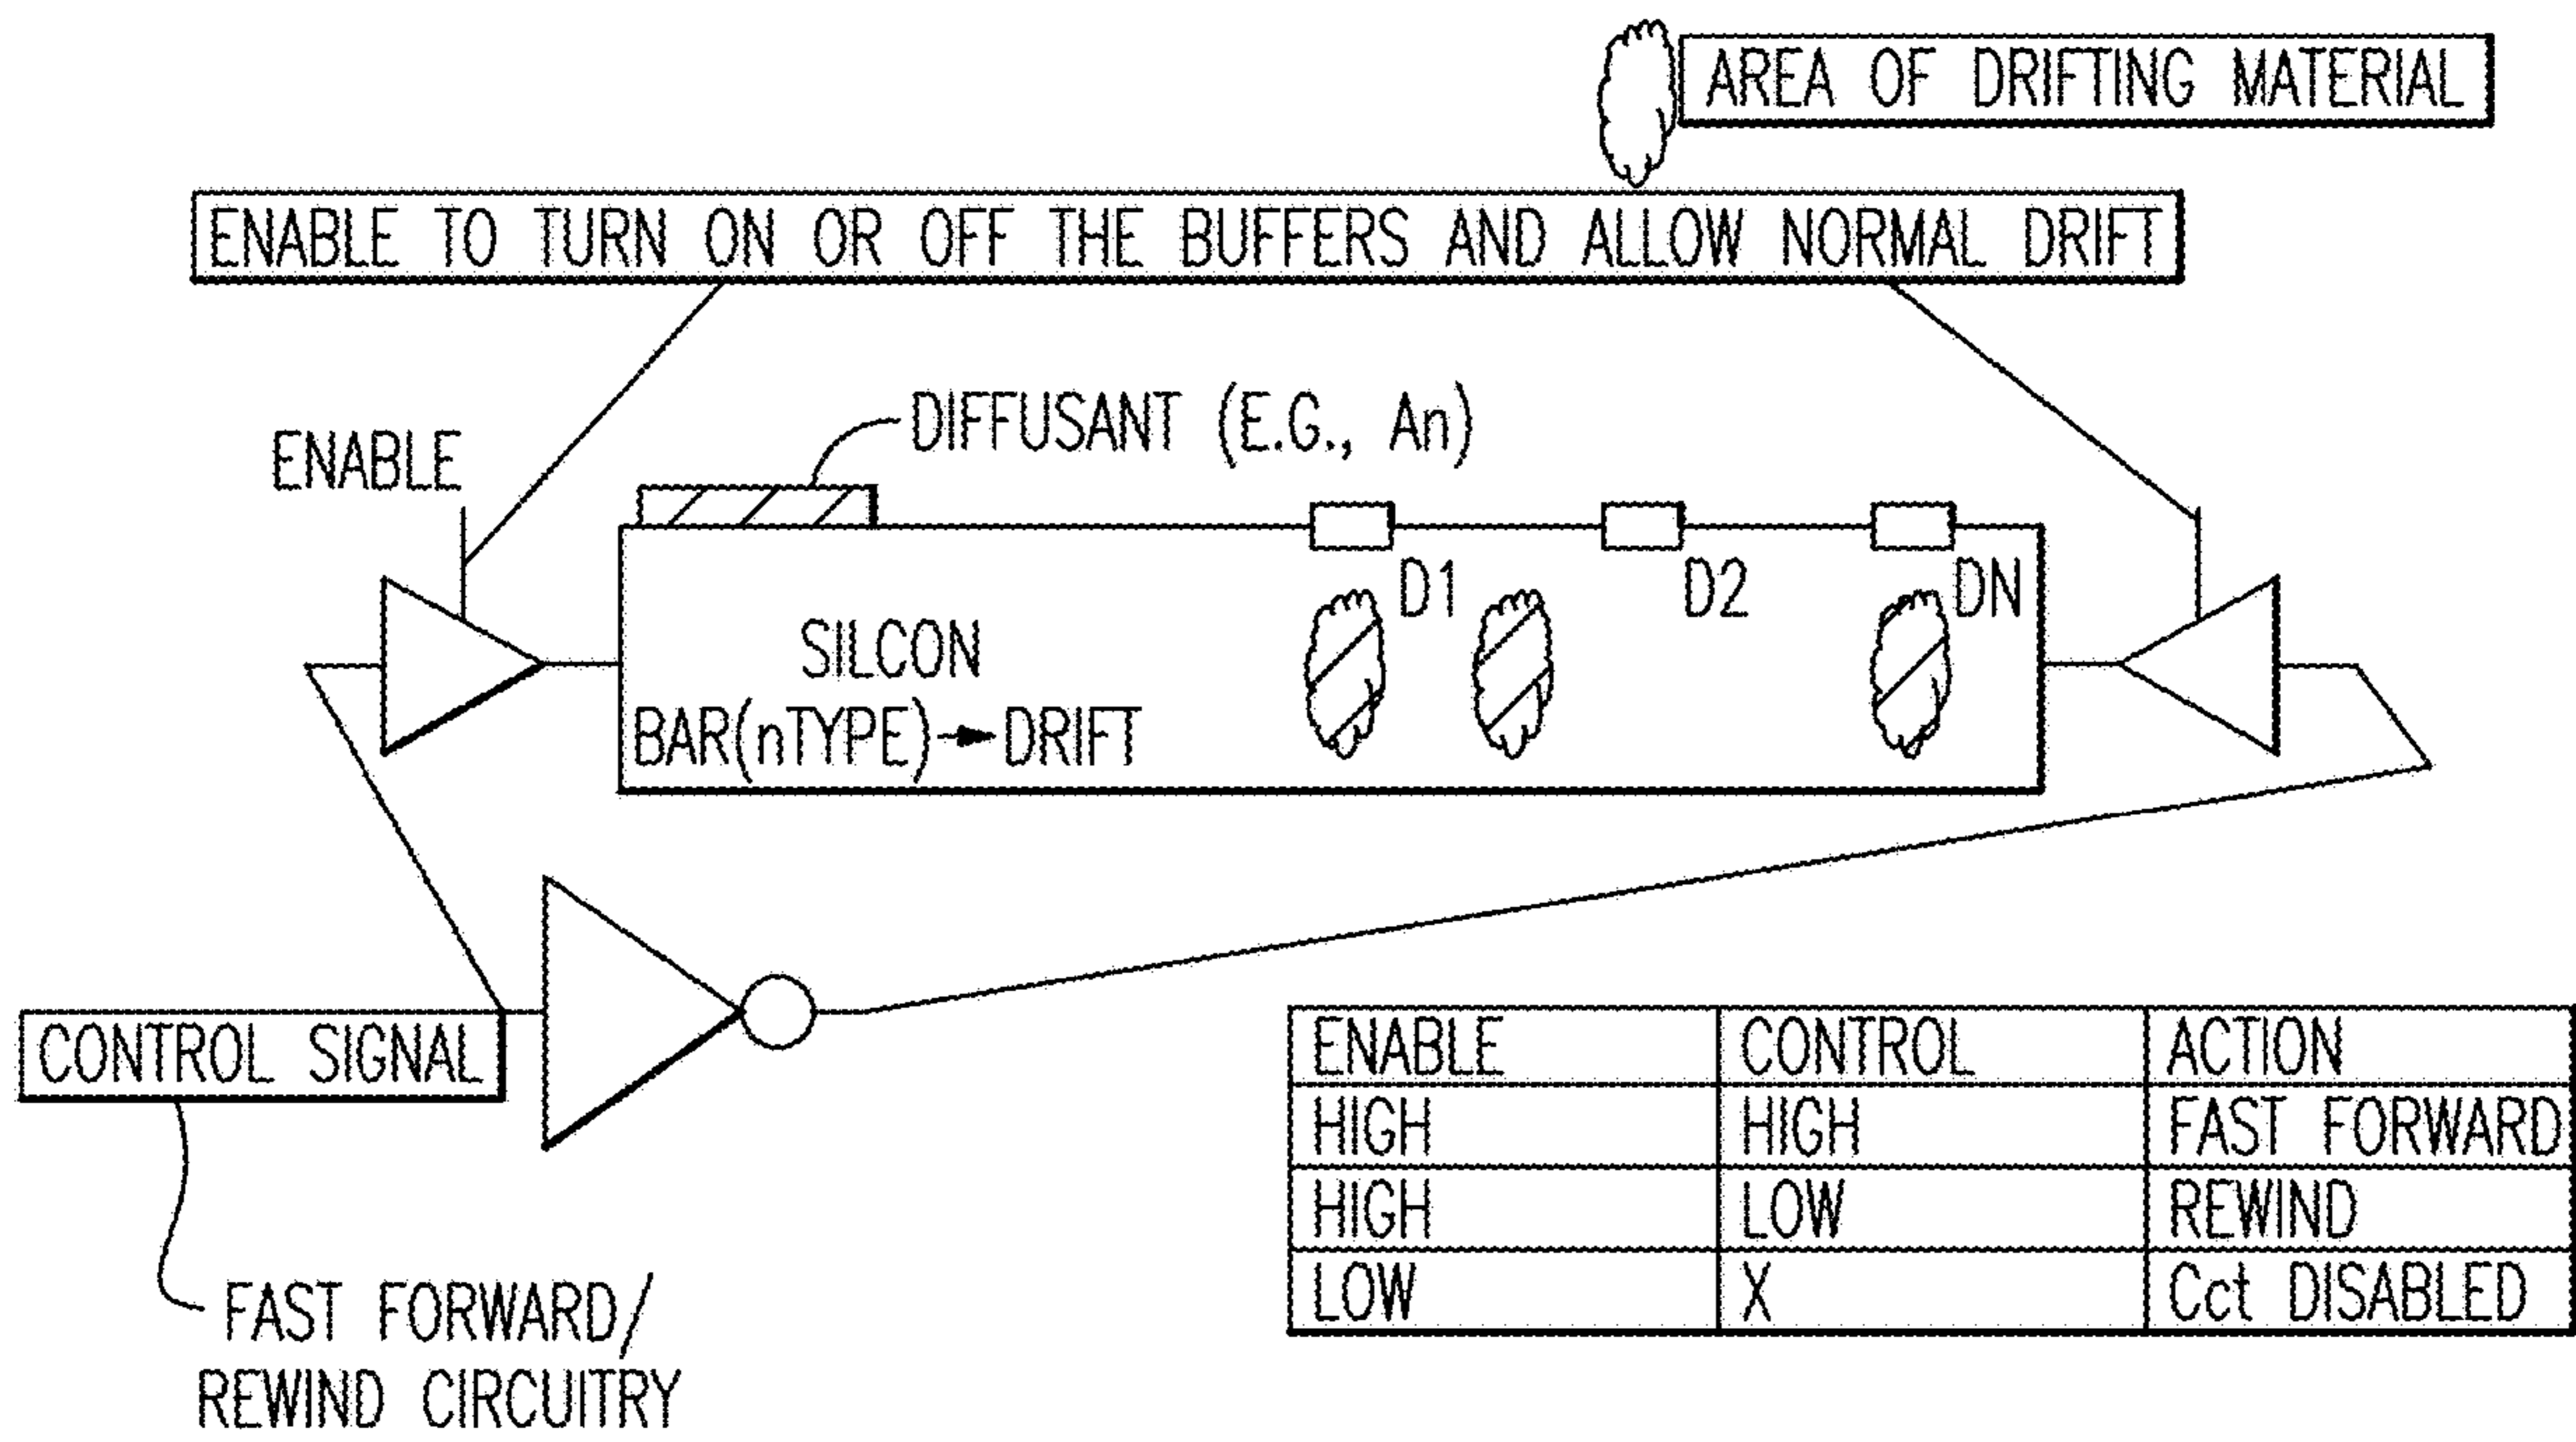 AREA OF DRIFTING MATERIAL
ENABLE TO TURN ON OR OFF THE BUFFERS AND ALLOW NORMAL DRIFT
DIFFUSANT (E.G., An)
ENABLE
D1
D2
DN
SILCON
BAR(nTYPE) DRIFT
CONTROL SIGNAL
FAST FORWARD/
REWIND CIRCUITRY
ENABLE CONTROL ACTION
HIGH HIGH FAST FORWARD
HIGH LOW REWIND
LOW X Cct DISABLED